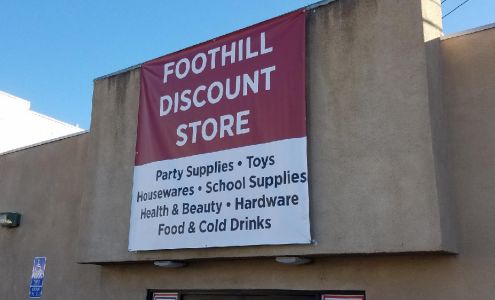 FOOTHILL
DISCOUNT
STORE
Party Supplies • Toys
Housewares • School Supplies
Health & Beauty • Hardware
Food & Cold Drinks